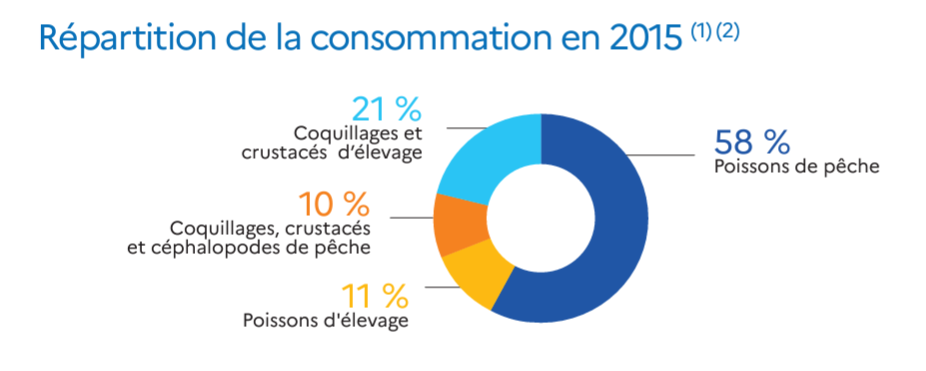 Répartition de la consommation en 2015 (1) (2)
21 %
Coquillages et
crustacés d'élevage
58 %
Poissons de pêche
10 %
Coquillages, crustacés
et céphalopodes de pêche
11 %
Poissons d'élevage